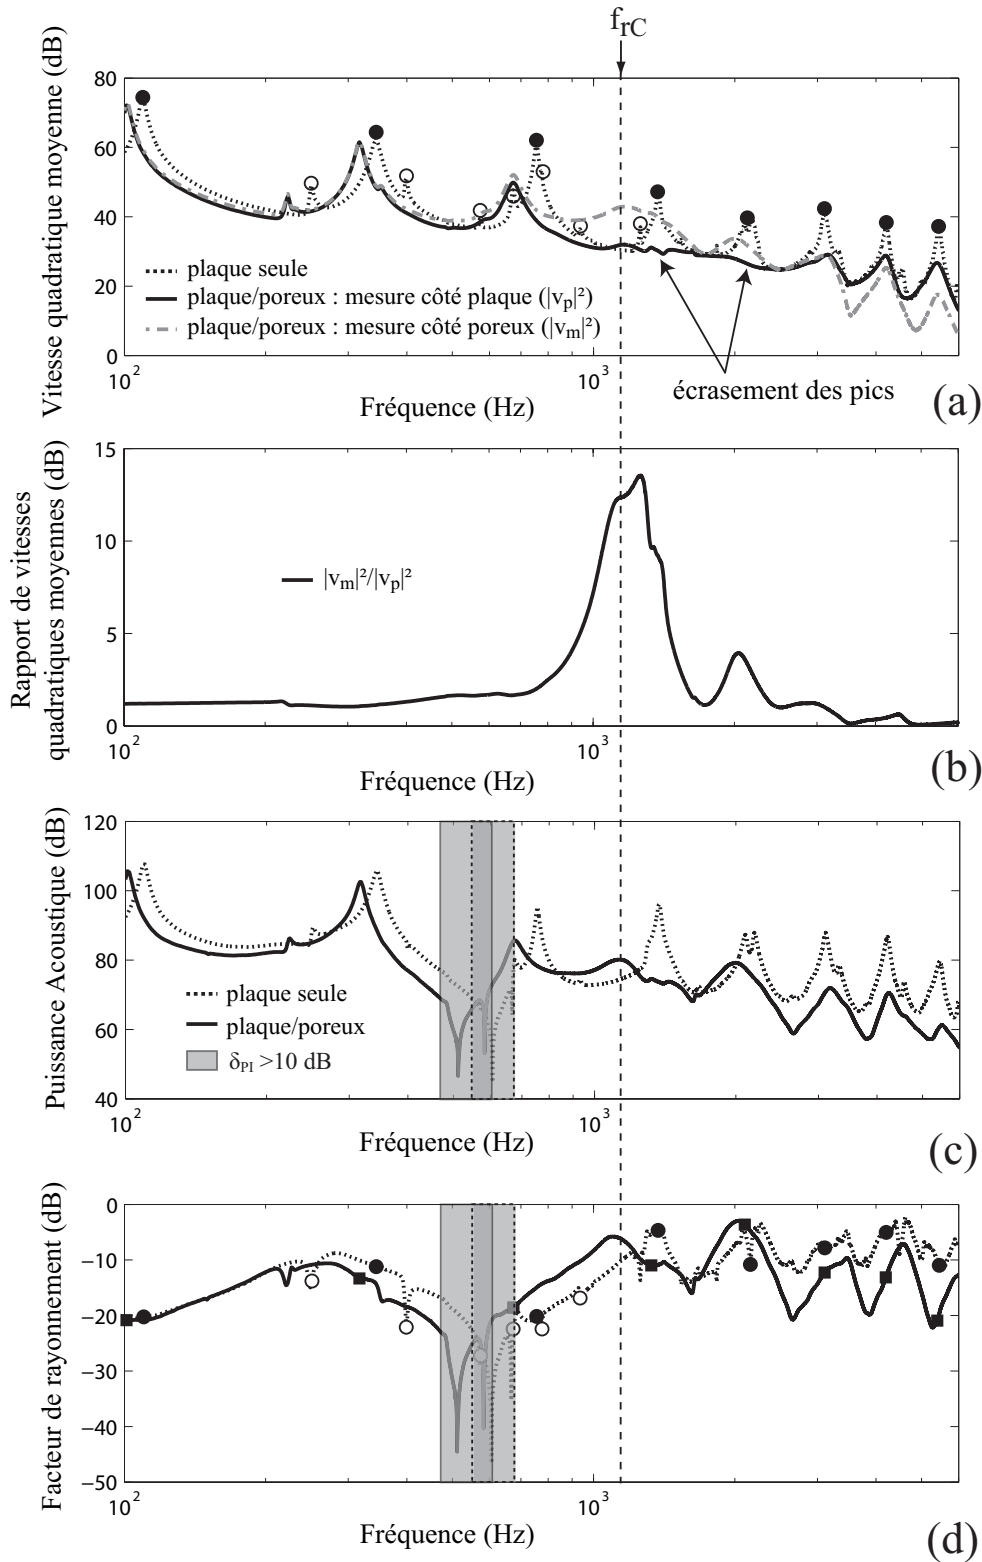 f_rC
Vitesse quadratique moyenne (dB)
80
60
40
20
0
plaque seule
plaque/poreux : mesure côté plaque (|v_p|²)
plaque/poreux : mesure côté poreux (|v_m|²)
écrasement des pics
10²
10³
Fréquence (Hz)
(a)
Rapport de vitesses
quadratiques moyennes (dB)
15
10
5
0
|v_m|²/|v_p|²
10²
10³
Fréquence (Hz)
(b)
Puissance Acoustique (dB)
120
100
80
60
40
plaque seule
plaque/poreux
δ_PI >10 dB
10²
10³
Fréquence (Hz)
(c)
Facteur de rayonnement (dB)
0
−10
−20
−30
−40
−50
10²
10³
Fréquence (Hz)
(d)